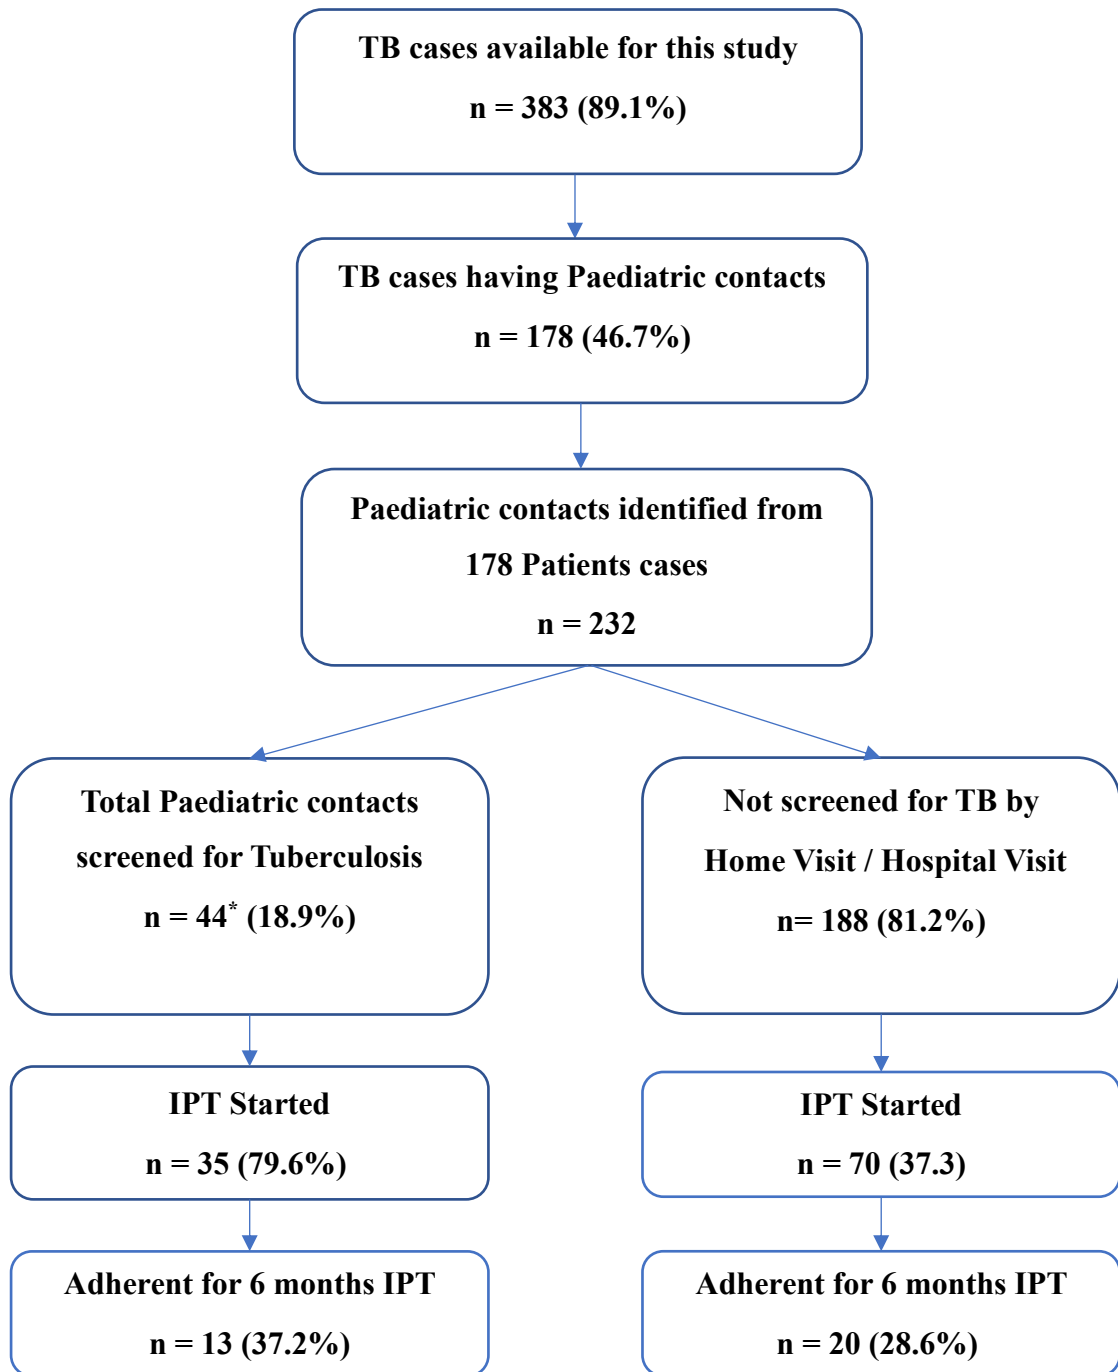 TB cases available for this study
n = 383 (89.1%)
TB cases having Paediatric contacts
n = 178 (46.7%)
Paediatric contacts identified from
178 Patients cases
n = 232
Total Paediatric contacts
screened for Tuberculosis
n = 44* (18.9%)
Not screened for TB by
Home Visit / Hospital Visit
n= 188 (81.2%)
IPT Started
n = 35 (79.6%)
IPT Started
n = 70 (37.3)
Adherent for 6 months IPT
n = 13 (37.2%)
Adherent for 6 months IPT
n = 20 (28.6%)